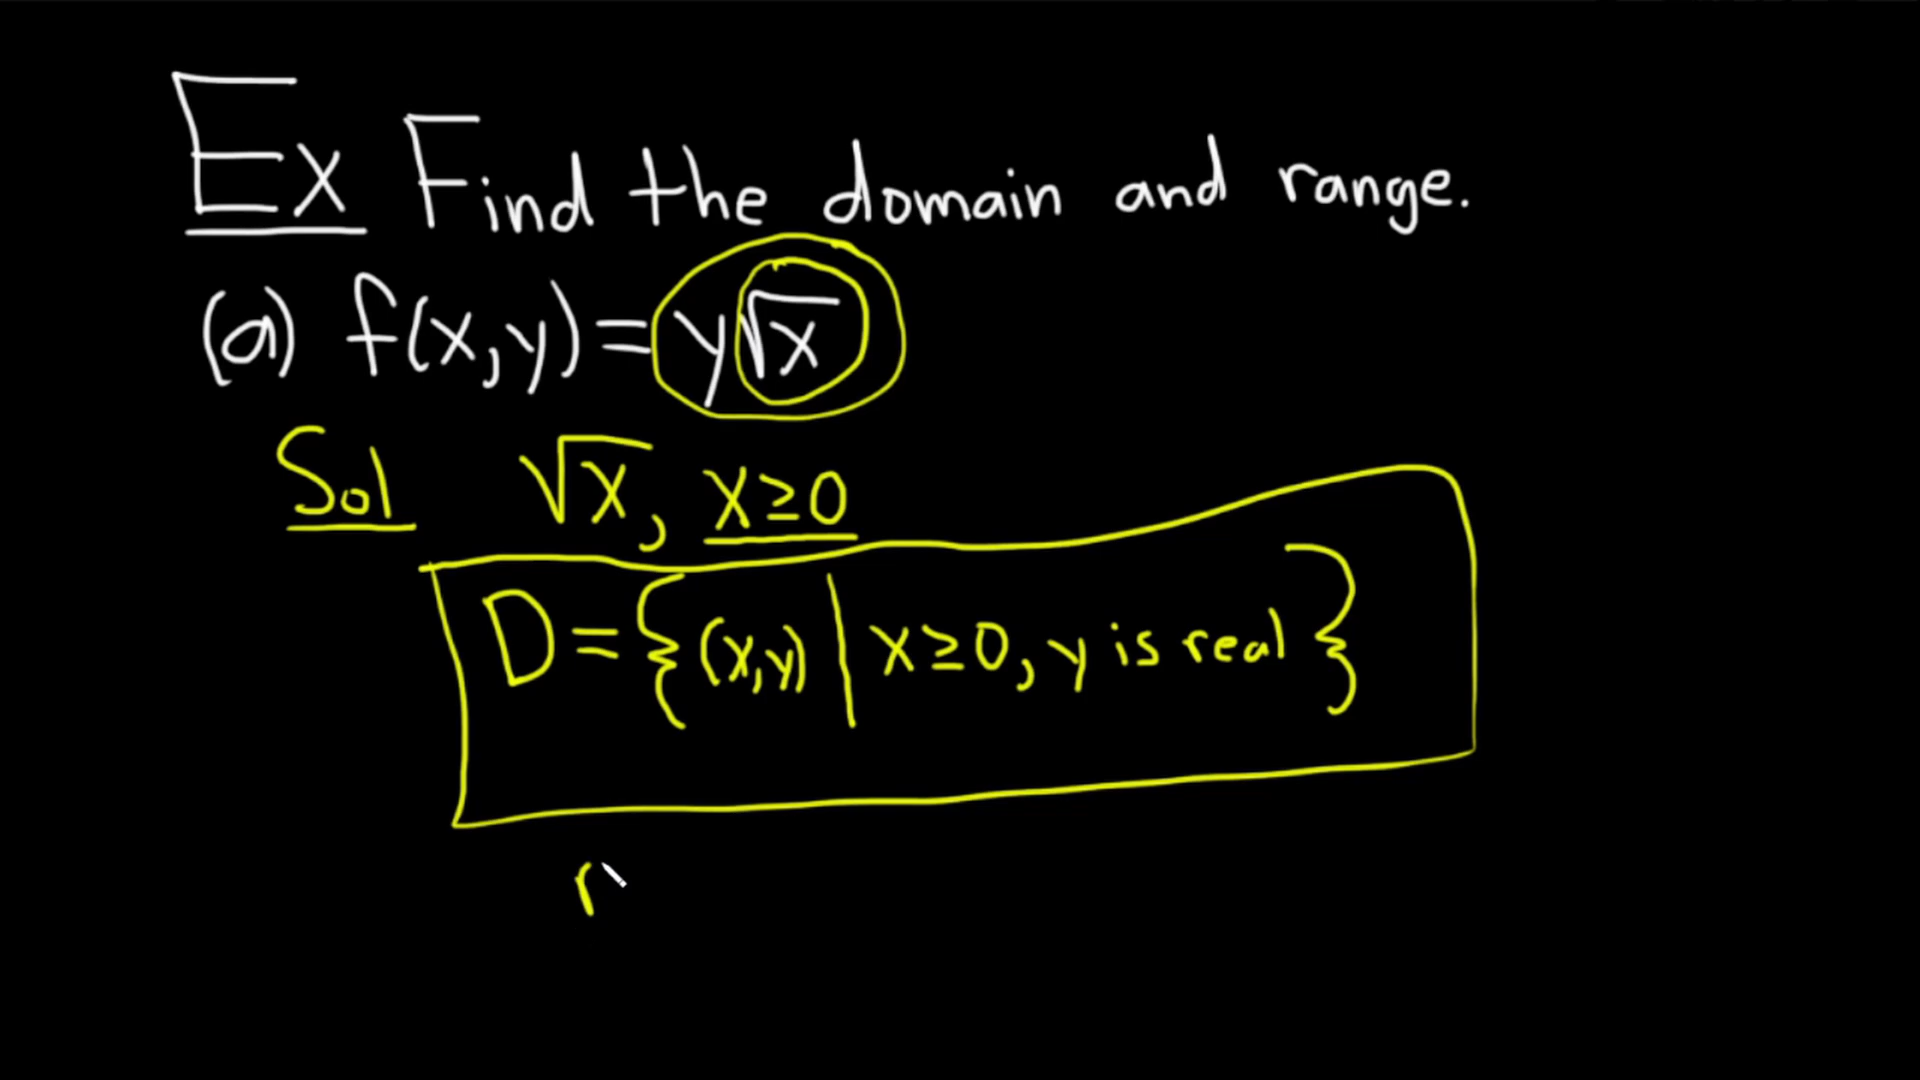 Ex Find the domain and range.
(a) f(x,y)=y√x
Sol √x, x≥0
D={(x,y)|x≥0, y is real}
r